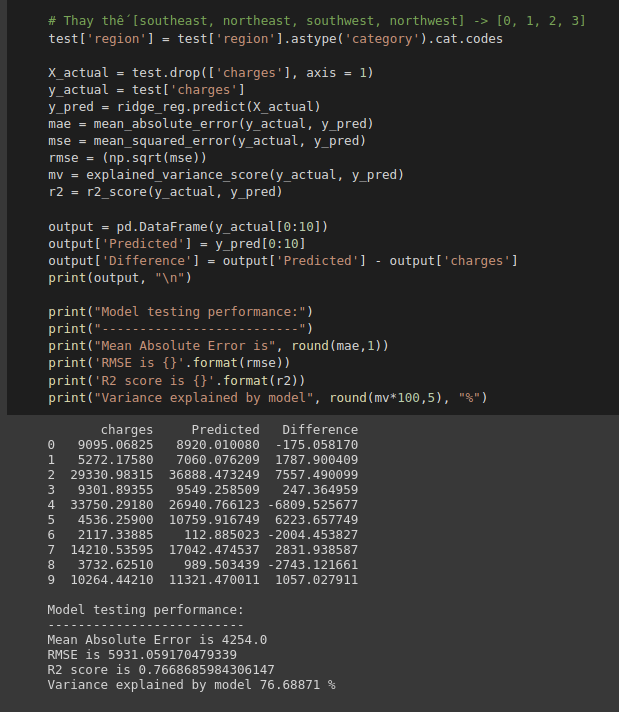 # Thay thế [southeast, northeast, southwest, northwest] -> [0, 1, 2, 3]
test['region'] = test['region'].astype('category').cat.codes
X_actual = test.drop(['charges'], axis = 1)
y_actual = test['charges']
y_pred = ridge_reg.predict(X_actual)
mae = mean_absolute_error(y_actual, y_pred)
mse = mean_squared_error(y_actual, y_pred)
rmse = (np.sqrt(mse))
mv = explained_variance_score(y_actual, y_pred)
r2 = r2_score(y_actual, y_pred)
output = pd.DataFrame(y_actual[0:10])
output['Predicted'] = y_pred[0:10]
output['Difference'] = output['Predicted'] - output['charges']
print(output, "\n")
print("Model testing performance:")
print("--------------------------")
print("Mean Absolute Error is", round(mae,1))
print('RMSE is {}'.format(rmse))
print('R2 score is {}'.format(r2))
print("Variance explained by model", round(mv*100,5), "%")
charges Predicted Difference
0 9095.06825 8920.010080 -175.058170
1 5272.17580 7060.076209 1787.900409
2 29330.98315 36888.473249 7557.490099
3 9301.89355 9549.258509 247.364959
4 33750.29180 26940.766123 -6809.525677
5 4536.25900 10759.916749 6223.657749
6 2117.33885 112.885023 -2004.453827
7 14210.53595 17042.474537 2831.938587
8 3732.62510 989.503439 -2743.121661
9 10264.44210 11321.470011 1057.027911
Model testing performance:
--------------------------
Mean Absolute Error is 4254.0
RMSE is 5931.059170479339
R2 score is 0.7668685984306147
Variance explained by model 76.68871 %